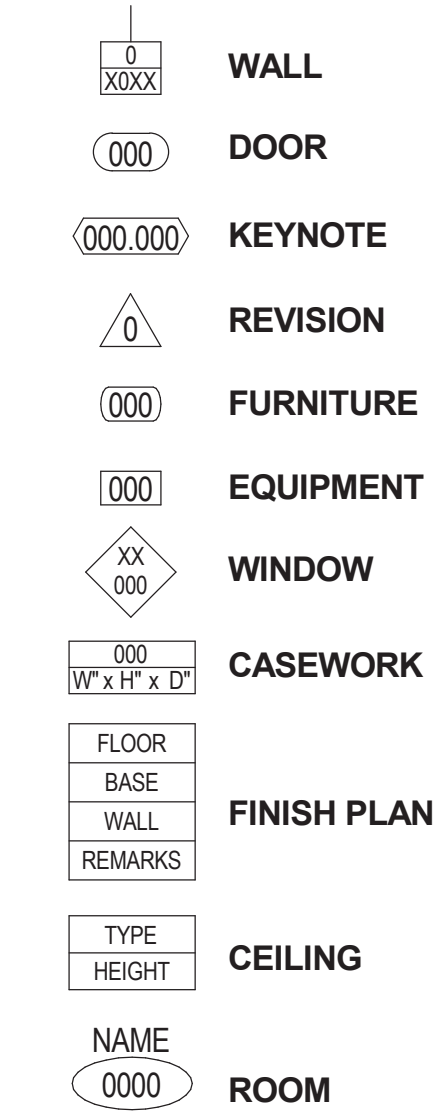 0
X0XX
WALL
000
DOOR
000.000
KEYNOTE
0
REVISION
000
FURNITURE
000
EQUIPMENT
XX
000
WINDOW
000
W" x H" x D"
CASEWORK
FLOOR
BASE
WALL
REMARKS
FINISH PLAN
TYPE
HEIGHT
CEILING
NAME
0000
ROOM